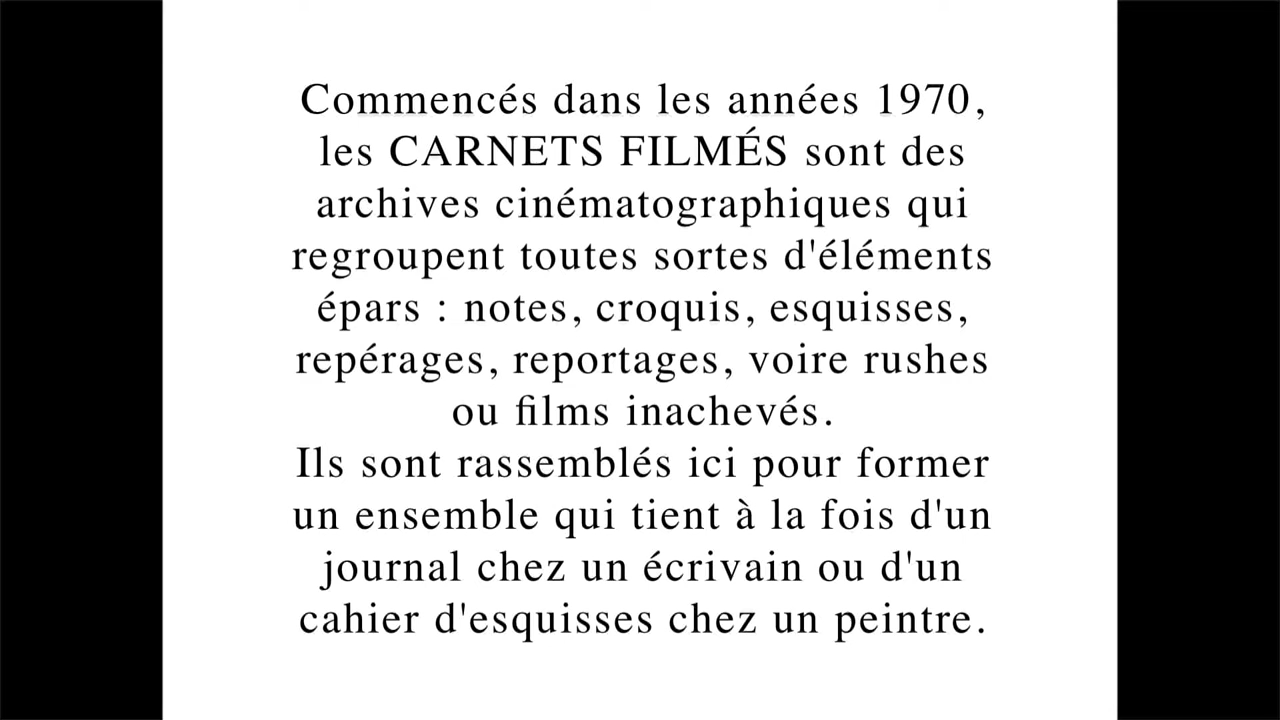 Commencés dans les années 1970,
les CARNETS FILMÉS sont des
archives cinématographiques qui
regroupent toutes sortes d'éléments
épars : notes, croquis, esquisses,
repérages, reportages, voire rushes
ou films inachevés.
Ils sont rassemblés ici pour former
un ensemble qui tient à la fois d'un
journal chez un écrivain ou d'un
cahier d'esquisses chez un peintre.